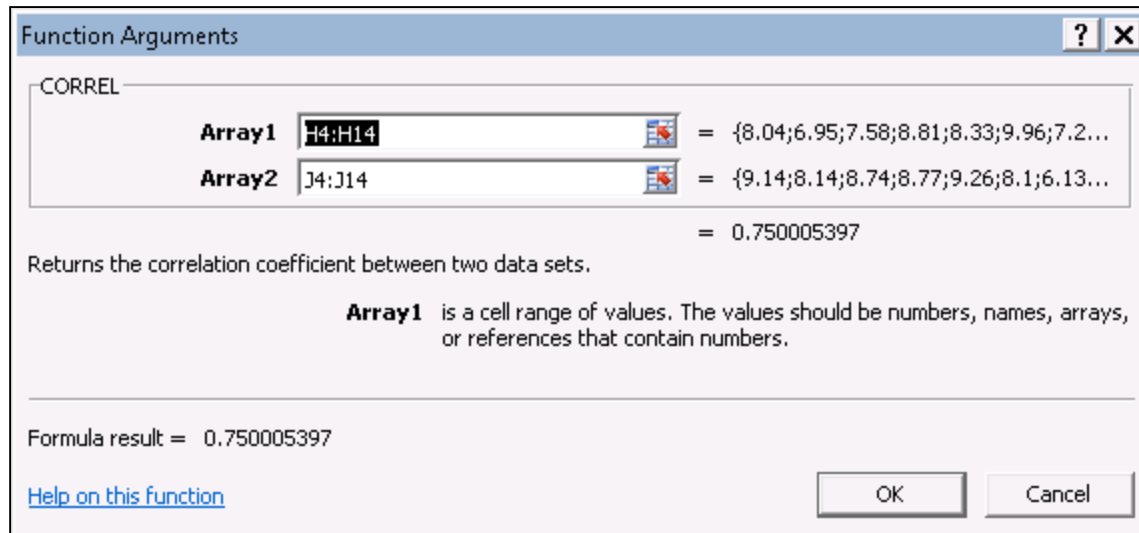 Function Arguments ? X
CORREL
Array1 H4:H14 = {8.04;6.95;7.58;8.81;8.33;9.96;7.2...
Array2 J4:J14 = {9.14;8.14;8.74;8.77;9.26;8.1;6.13...
= 0.750005397
Returns the correlation coefficient between two data sets.
Array1 is a cell range of values. The values should be numbers, names, arrays,
or references that contain numbers.
Formula result = 0.750005397
Help on this function OK Cancel